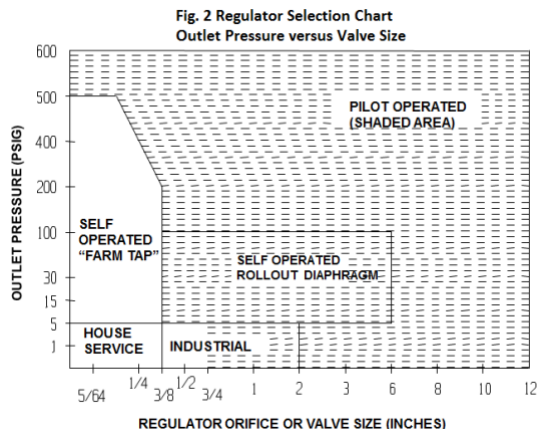 Fig. 2 Regulator Selection Chart
Outlet Pressure versus Valve Size
600
500
400
200
100
30
15
5
1
OUTLET PRESSURE (PSIG)
PILOT OPERATED
(SHADED AREA)
SELF
OPERATED
"FARM TAP"
SELF OPERATED
ROLLOUT DIAPHRAGM
HOUSE
SERVICE
INDUSTRIAL
5/64
1/4
3/8
1/2
3/4
1
2
3
6
8
10
12
REGULATOR ORIFICE OR VALVE SIZE (INCHES)